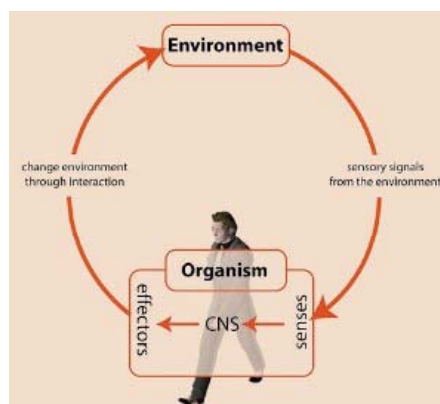 Environment
change environment
through interaction
sensory signals
from the environment
Organism
effectors
CNS
senses